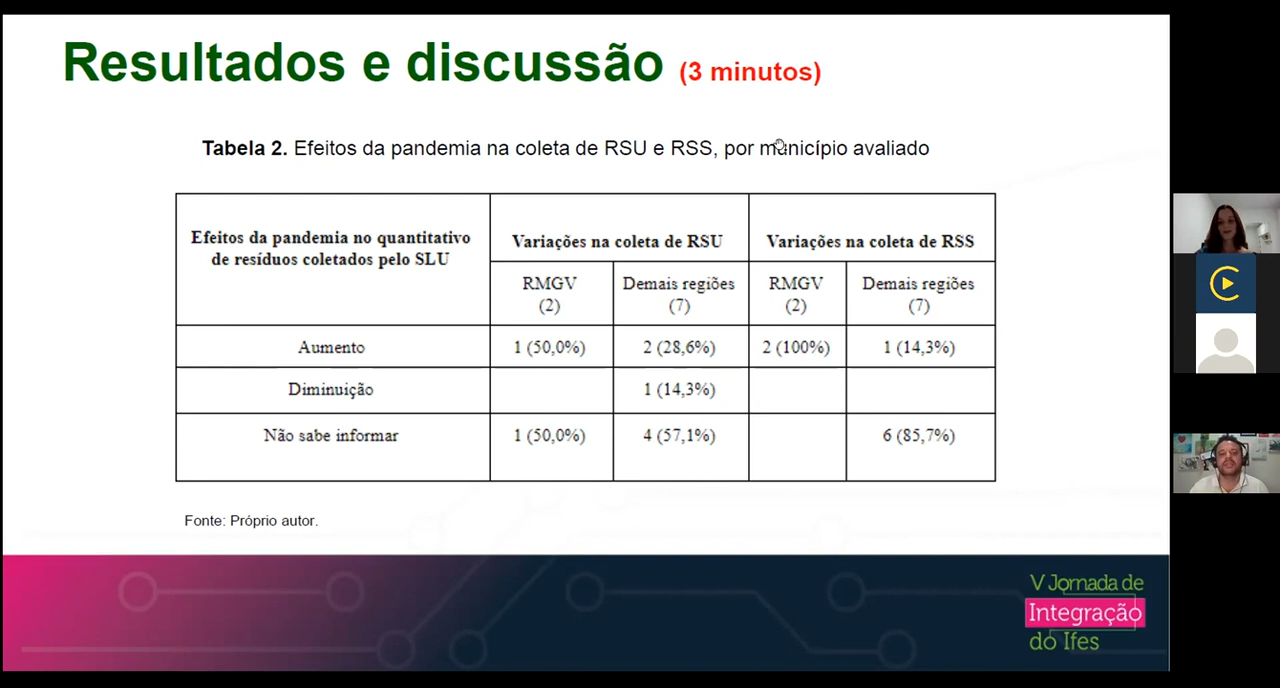 Resultados e discussão (3 minutos)
Tabela 2. Efeitos da pandemia na coleta de RSU e RSS, por município avaliado
Efeitos da pandemia no quantitativo
de resíduos coletados pelo SLU
Variações na coleta de RSU
Variações na coleta de RSS
RMGV
(2)
Demais regiões
(7)
RMGV
(2)
Demais regiões
(7)
Aumento 1 (50,0%) 2 (28,6%) 2 (100%) 1 (14,3%)
Diminuição 1 (14,3%)
Não sabe informar 1 (50,0%) 4 (57,1%) 6 (85,7%)
Fonte: Próprio autor.
V Jornada de
Integração
do Ifes